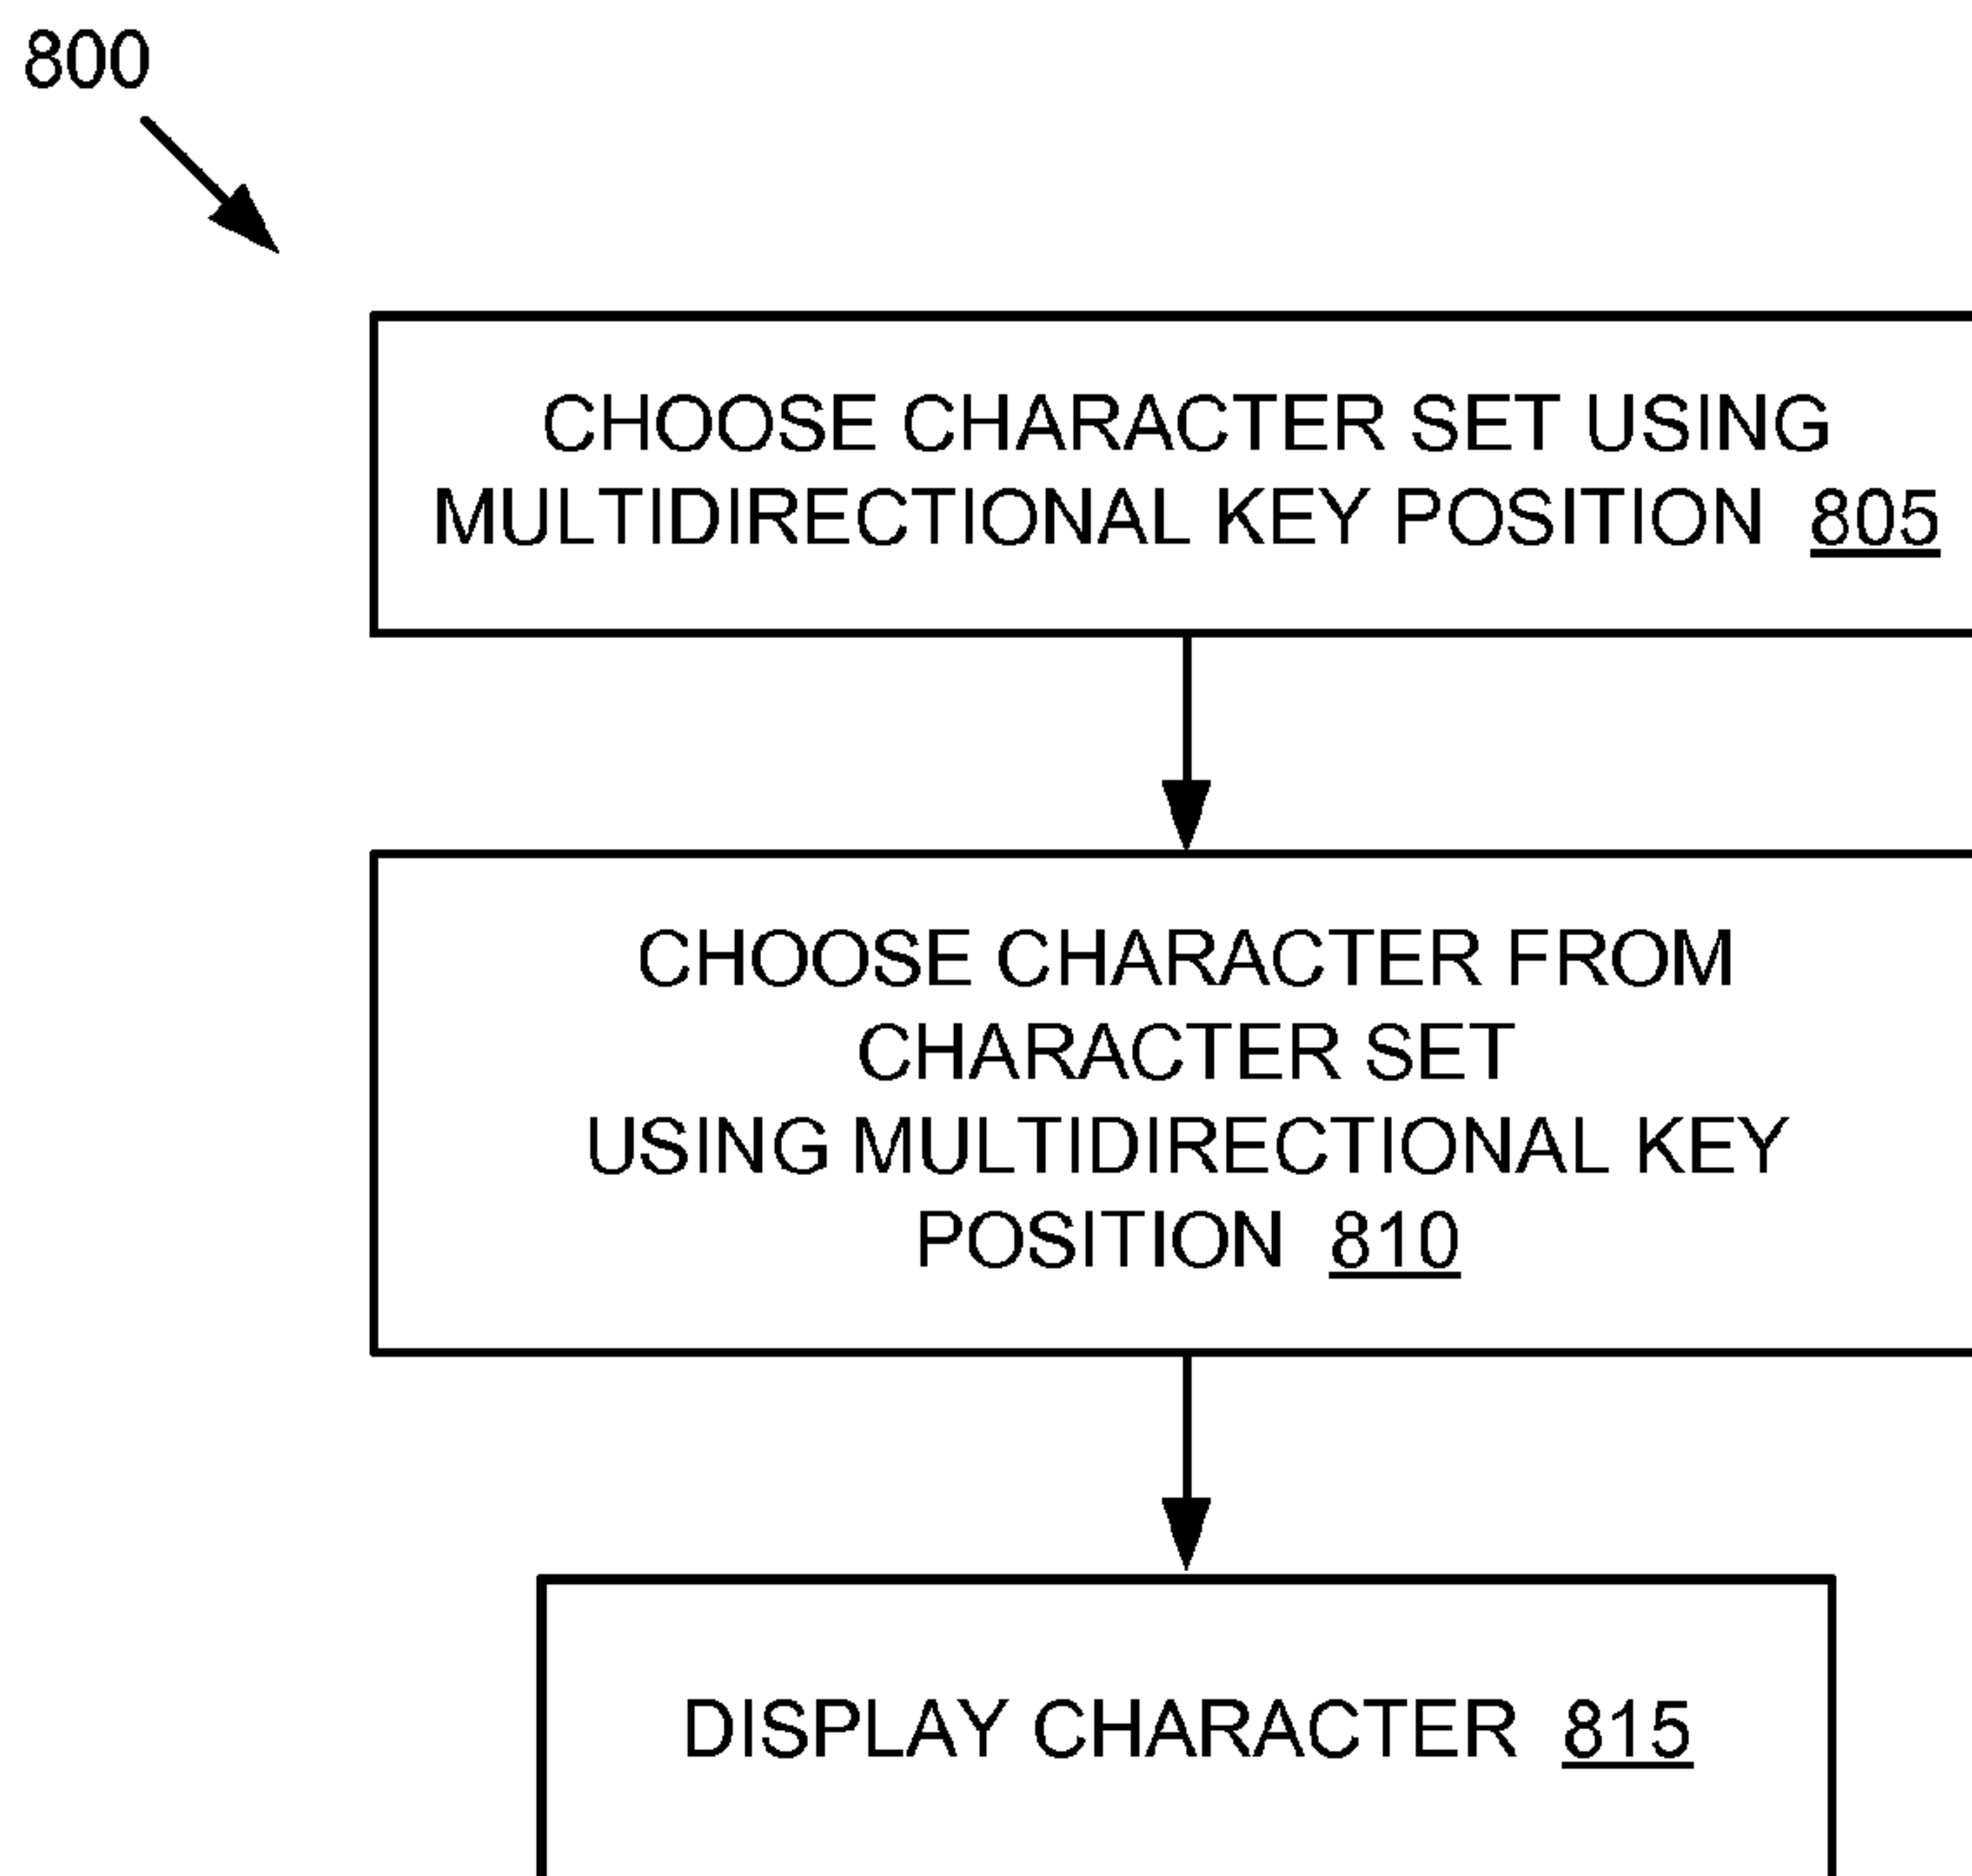 800
CHOOSE CHARACTER SET USING
MULTIDIRECTIONAL KEY POSITION 805
CHOOSE CHARACTER FROM
CHARACTER SET
USING MULTIDIRECTIONAL KEY
POSITION 810
DISPLAY CHARACTER 815